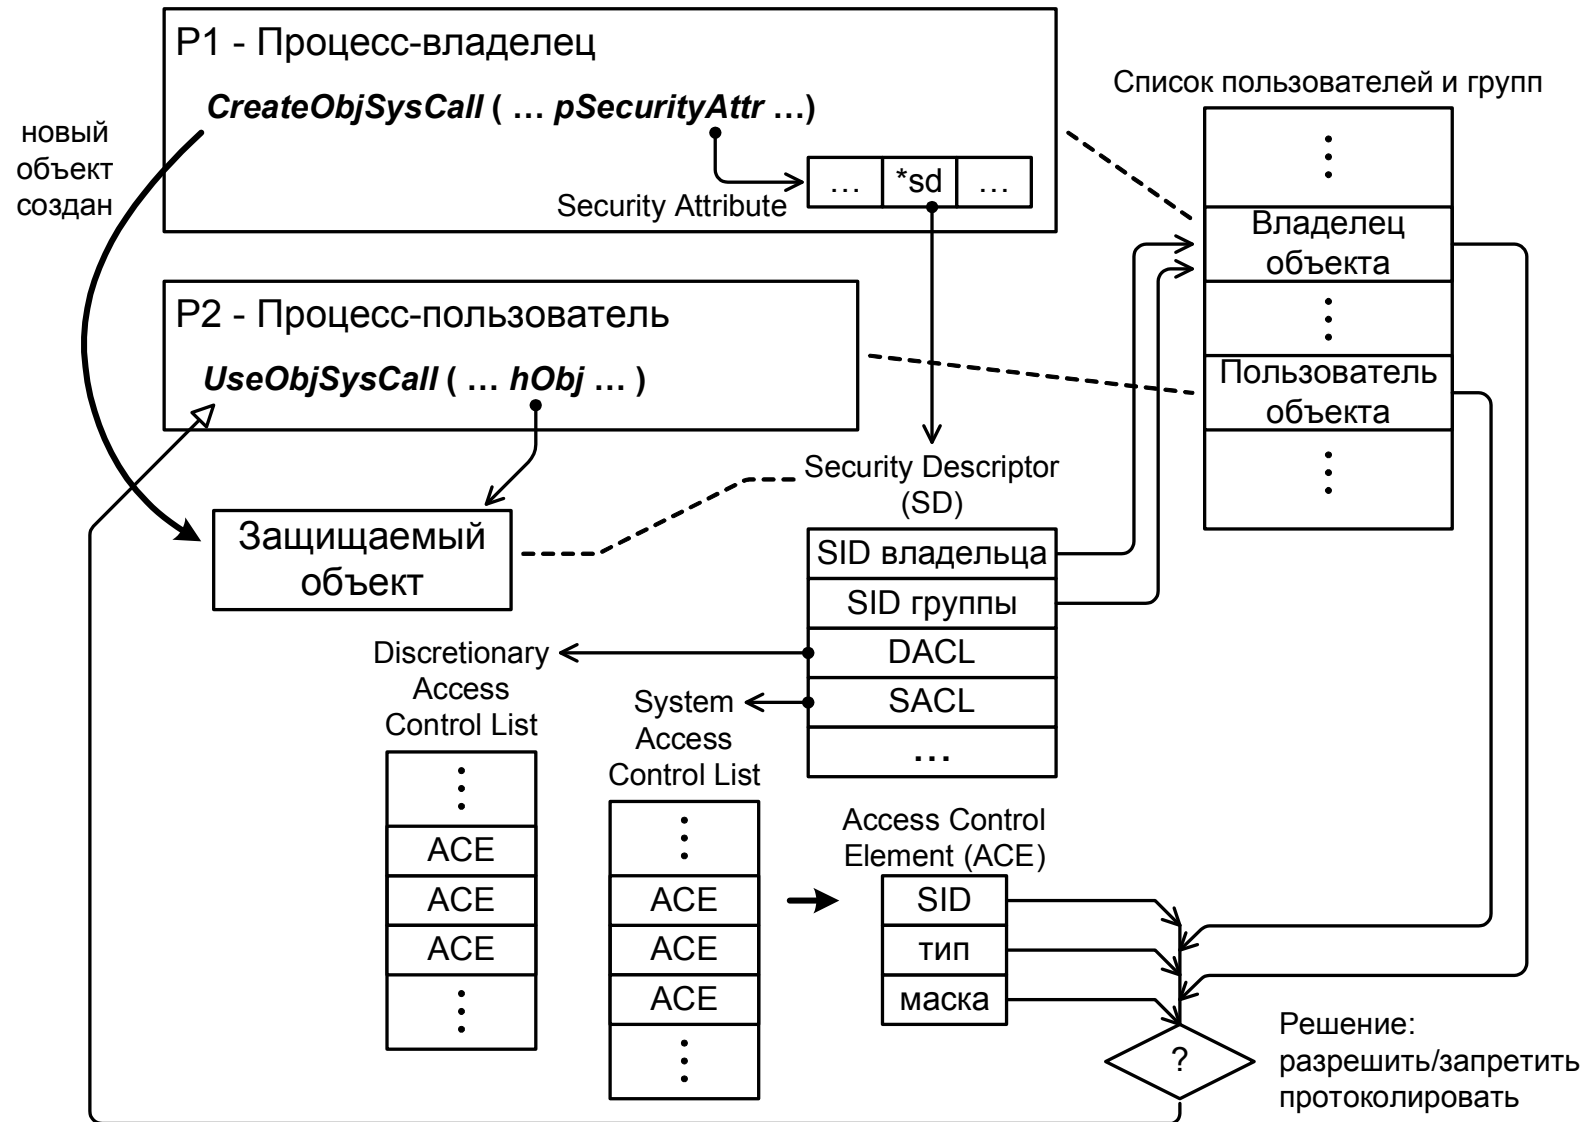 P1 - Процесс-владелец
CreateObjSysCall ( … pSecurityAttr …)
… *sd …
Security Attribute
новый
объект
создан
Список пользователей и групп
Владелец
объекта
Пользователь
объекта
P2 - Процесс-пользователь
UseObjSysCall ( … hObj … )
Защищаемый
объект
Security Descriptor
(SD)
SID владельца
SID группы
DACL
SACL
…
Discretionary
Access
Control List
ACE
ACE
ACE
System
Access
Control List
ACE
ACE
ACE
Access Control
Element (ACE)
SID
тип
маска
?
Решение:
разрешить/запретить
протоколировать